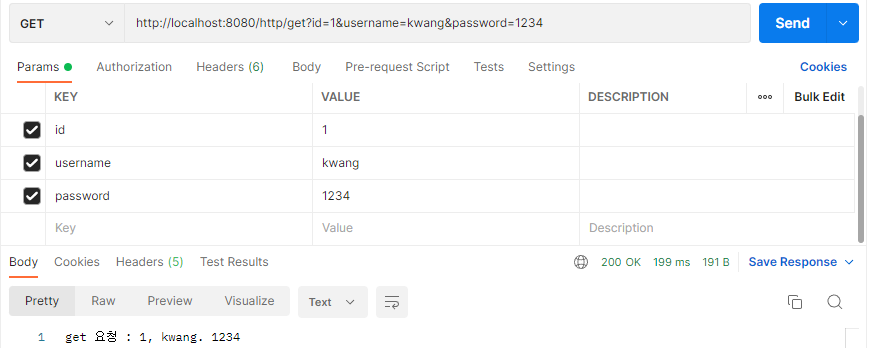 GET http://localhost:8080/http/get?id=1&username=kwang&password=1234 Send
Params Authorization Headers (6) Body Pre-request Script Tests Settings Cookies
KEY VALUE DESCRIPTION ooo Bulk Edit
id 1
username kwang
password 1234
Key Value Description
Body Cookies Headers (5) Test Results 200 OK 199 ms 191 B Save Response
Pretty Raw Preview Visualize Text
1 get 요청 : 1, kwang. 1234